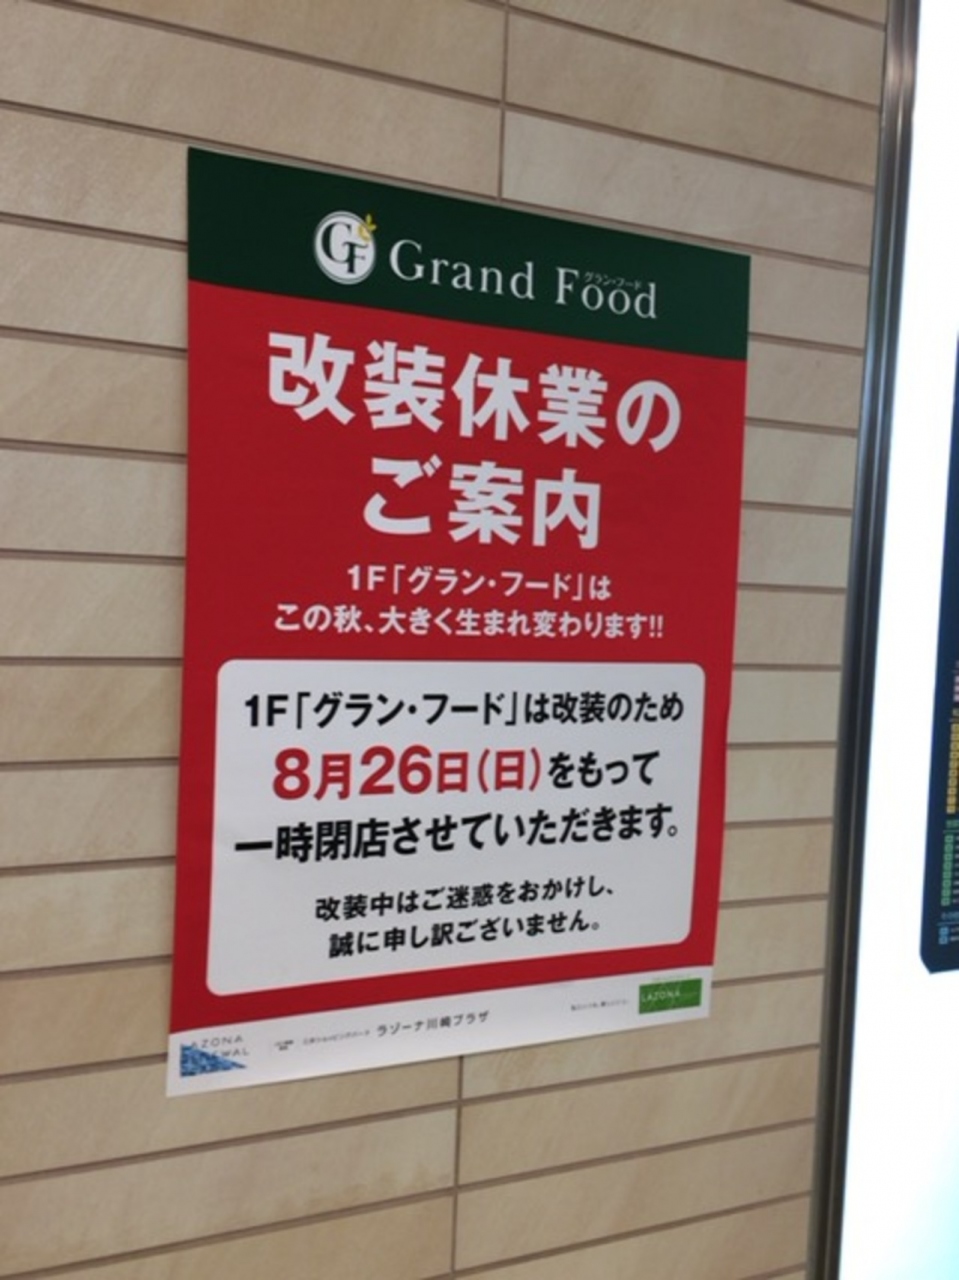 GF Grand Food
グラン・フード
改装休業の
ご案内
1F「グラン・フード」は
この秋、大きく生まれ変わります!!
1F「グラン・フード」は改装のため
8月26日(日)をもって
一時閉店させていただきます。
改装中はご迷惑をおかけし、
誠に申し訳ございません。
ラゾーナ川崎プラザ
LAZONA